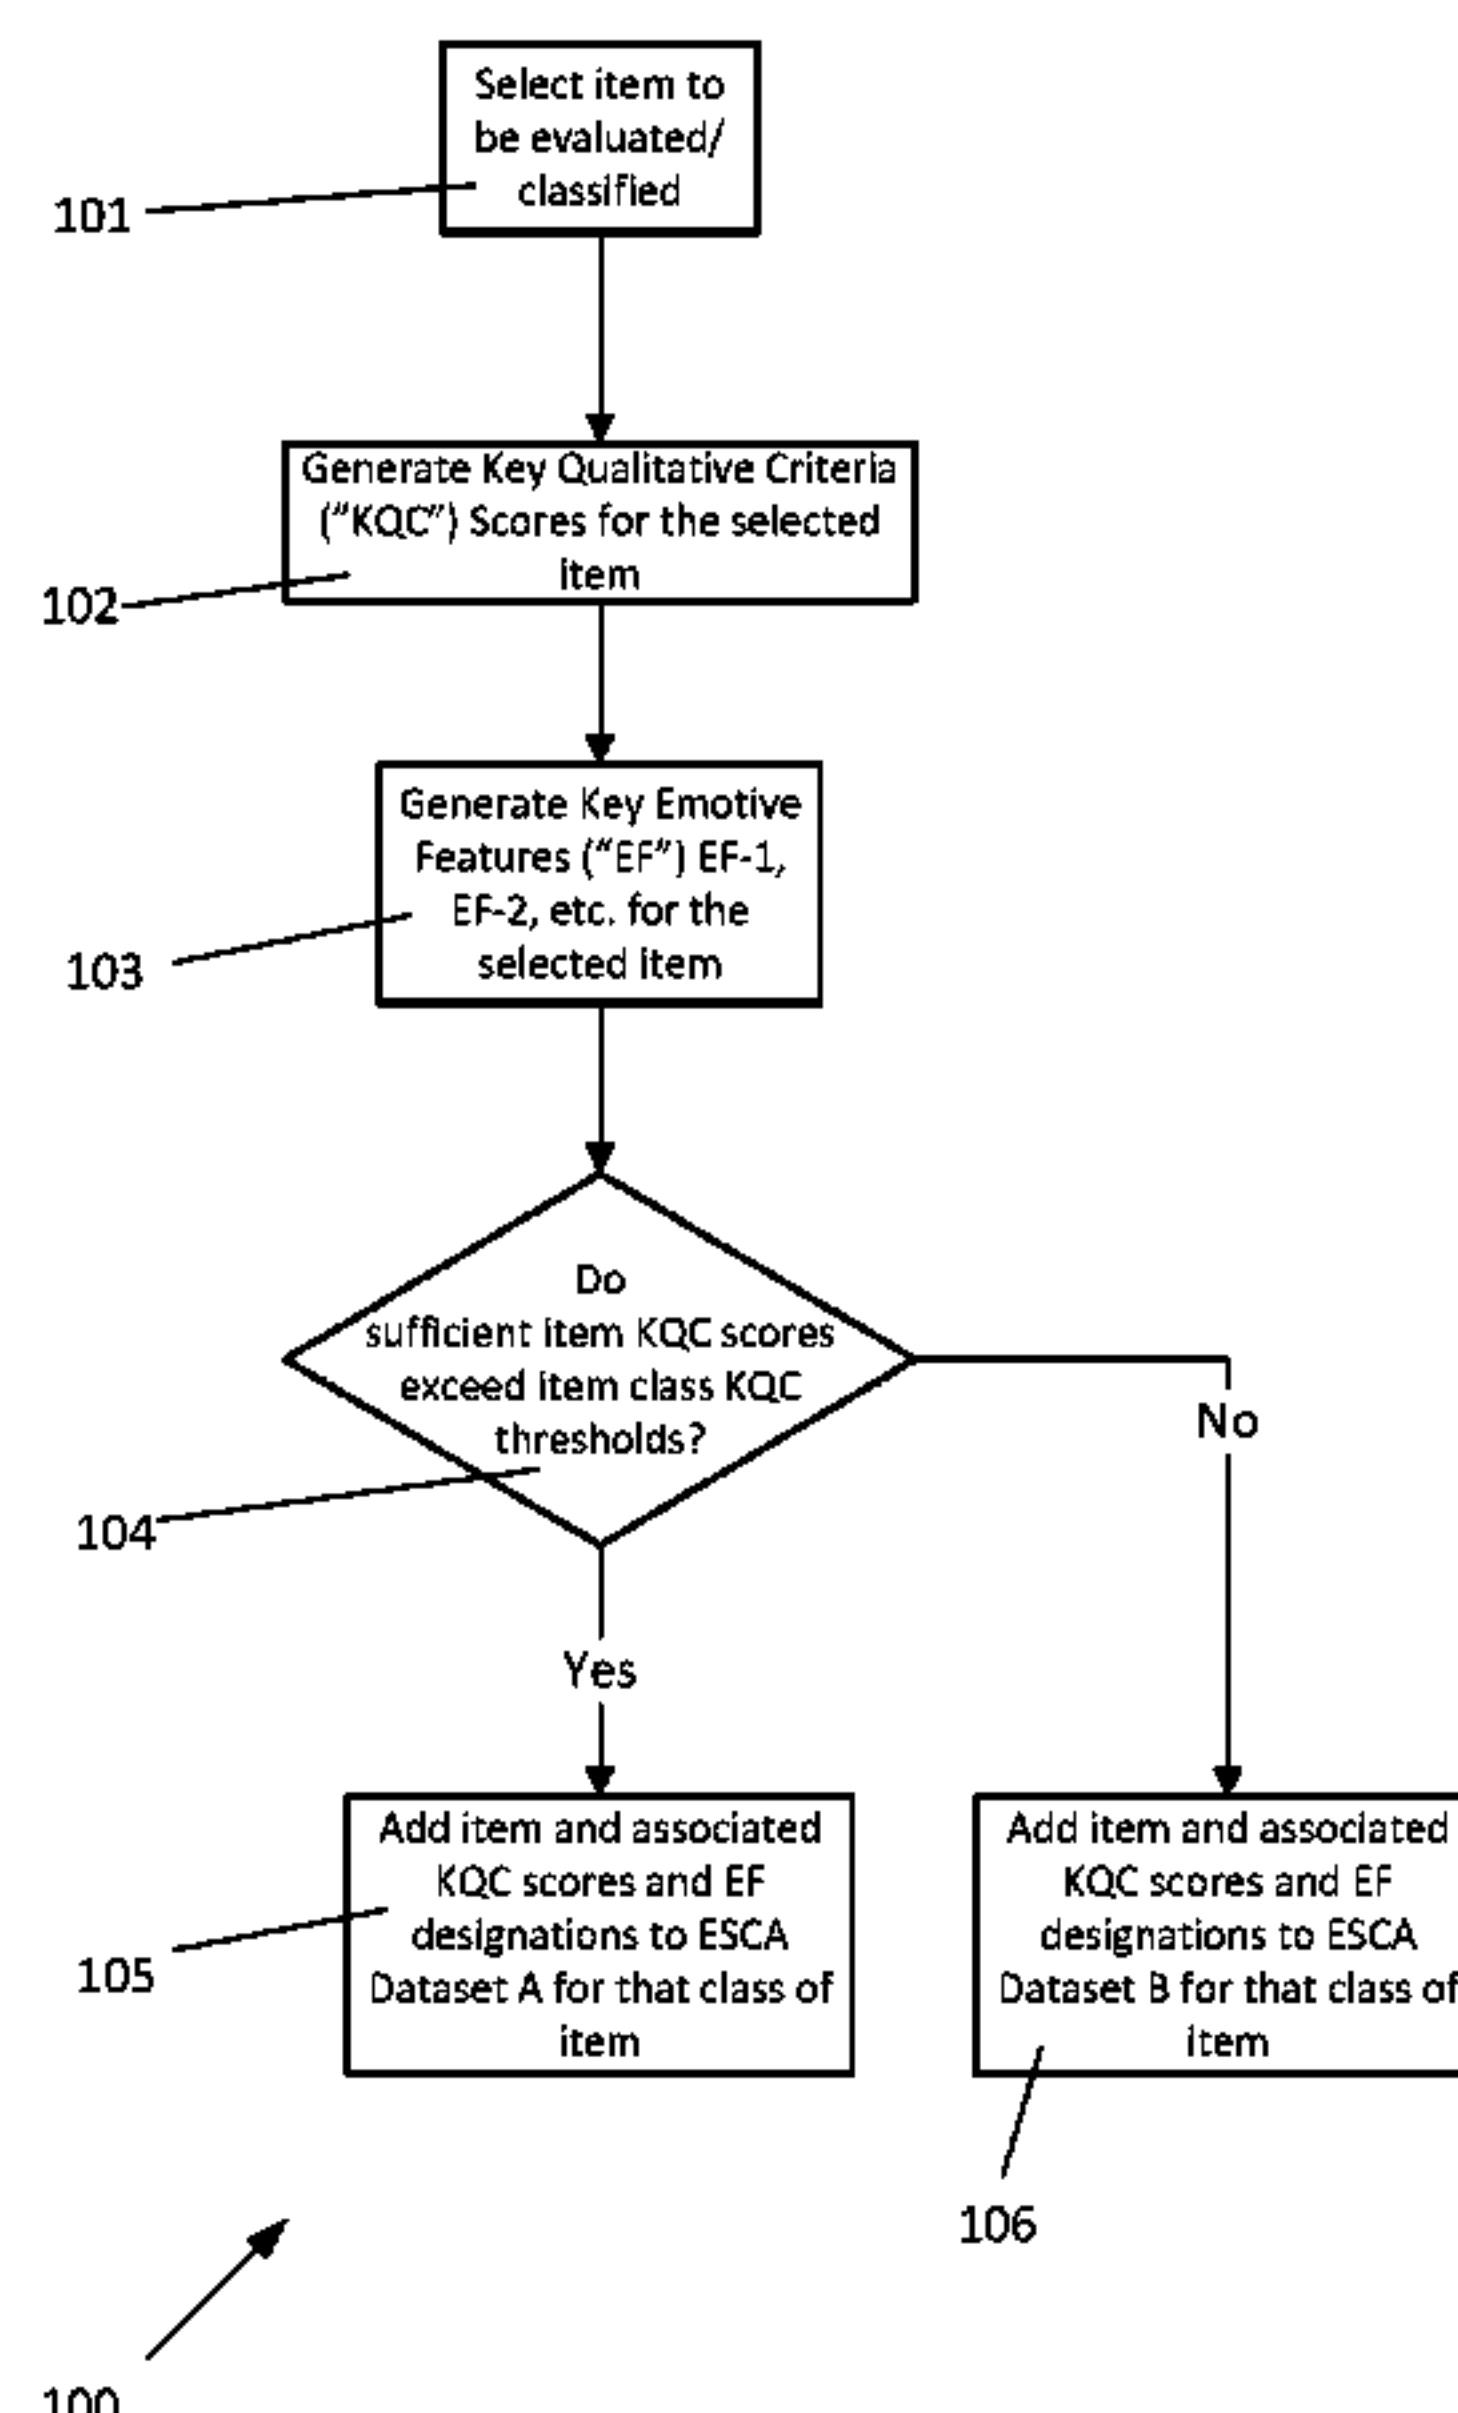 Select item to
be evaluated/
classified
101
Generate Key Qualitative Criteria
("KQC") Scores for the selected
item
102
Generate Key Emotive
Features ("EF") EF-1,
EF-2, etc. for the
selected item
103
Do
sufficient item KQC scores
exceed item class KQC
thresholds?
No
104
Yes
Add item and associated
KQC scores and EF
designations to ESCA
Dataset A for that class of
item
105
Add item and associated
KQC scores and EF
designations to ESCA
Dataset B for that class of
item
106
100